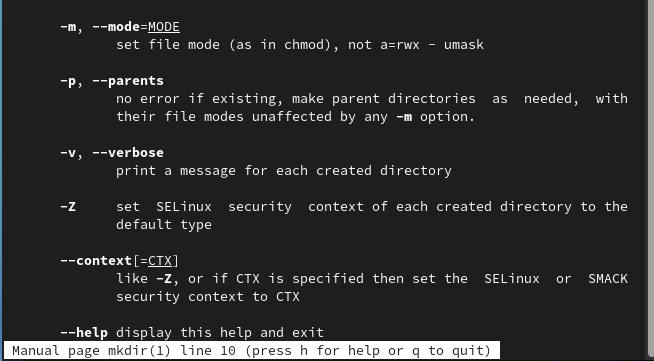 -m, --mode=MODE
set file mode (as in chmod), not a=rwx - umask
-p, --parents
no error if existing, make parent directories as needed, with
their file modes unaffected by any -m option.
-v, --verbose
print a message for each created directory
-Z set SELinux security context of each created directory to the
default type
--context[=CTX]
like -Z, or if CTX is specified then set the SELinux or SMACK
security context to CTX
--help display this help and exit
Manual page mkdir(1) line 10 (press h for help or q to quit)